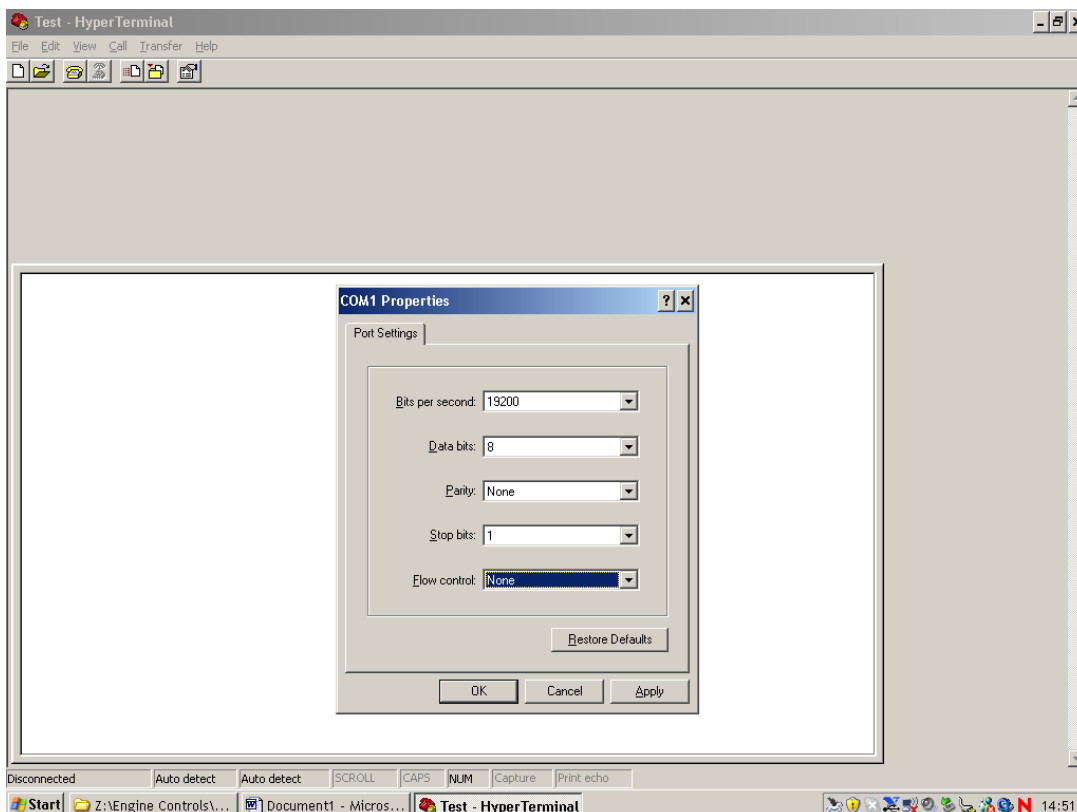 Test - HyperTerminal
File Edit View Call Transfer Help
COM1 Properties
Port Settings
Bits per second: 19200
Data bits: 8
Parity: None
Stop bits: 1
Flow control: None
Restore Defaults
OK Cancel Apply
Disconnected Auto detect Auto detect SCROLL CAPS NUM Capture Print echo
Start Z:\Engine Controls\... Document1 - Micros... Test - HyperTerminal N 14:51